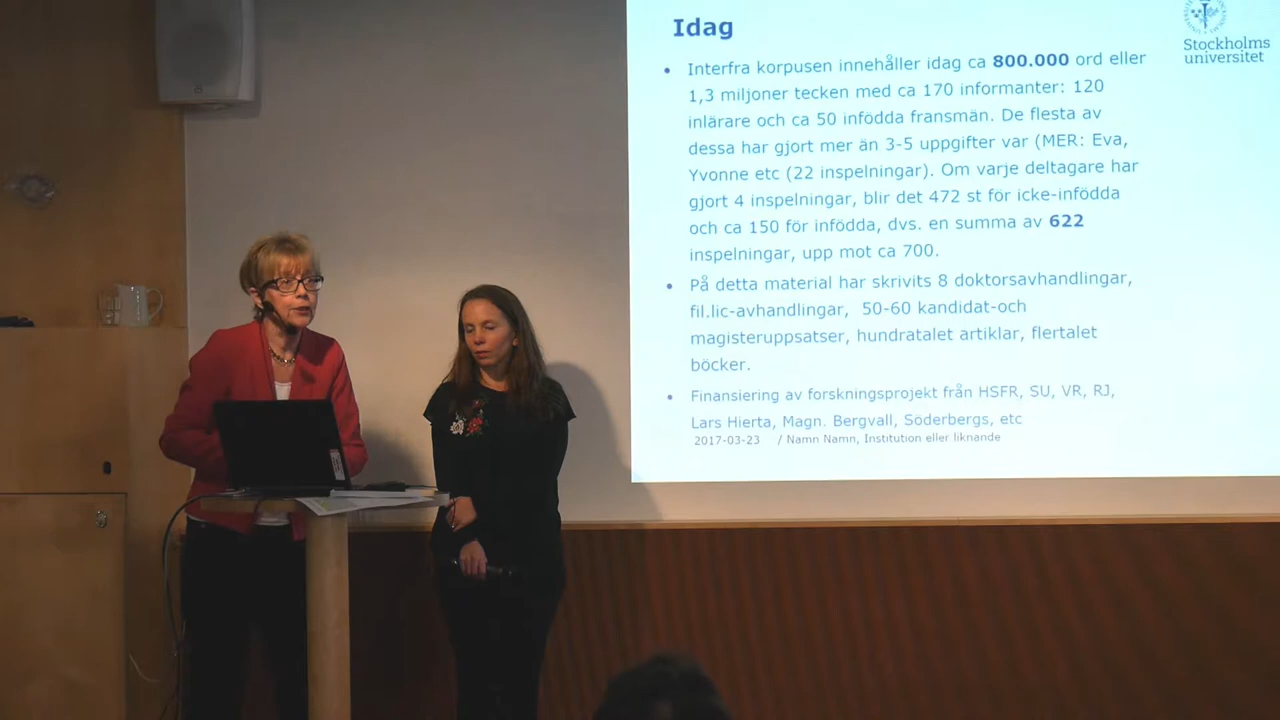 Idag
Stockholms
universitet
• Interfra korpusen innehåller idag ca 800.000 ord eller
1,3 miljoner tecken med ca 170 informanter: 120
inlärare och ca 50 infödda fransmän. De flesta av
dessa har gjort mer än 3-5 uppgifter var (MER: Eva,
Yvonne etc (22 inspelningar). Om varje deltagare har
gjort 4 inspelningar, blir det 472 st för icke-infödda
och ca 150 för infödda, dvs. en summa av 622
inspelningar, upp mot ca 700.
• På detta material har skrivits 8 doktorsavhandlingar,
fil.lic-avhandlingar, 50-60 kandidat-och
magisteruppsatser, hundratalet artiklar, flertalet
böcker.
• Finansiering av forskningsprojekt från HSFR, SU, VR, RJ,
Lars Hierta, Magn. Bergvall, Söderbergs, etc
2017-03-23 / Namn Namn, Institution eller liknande